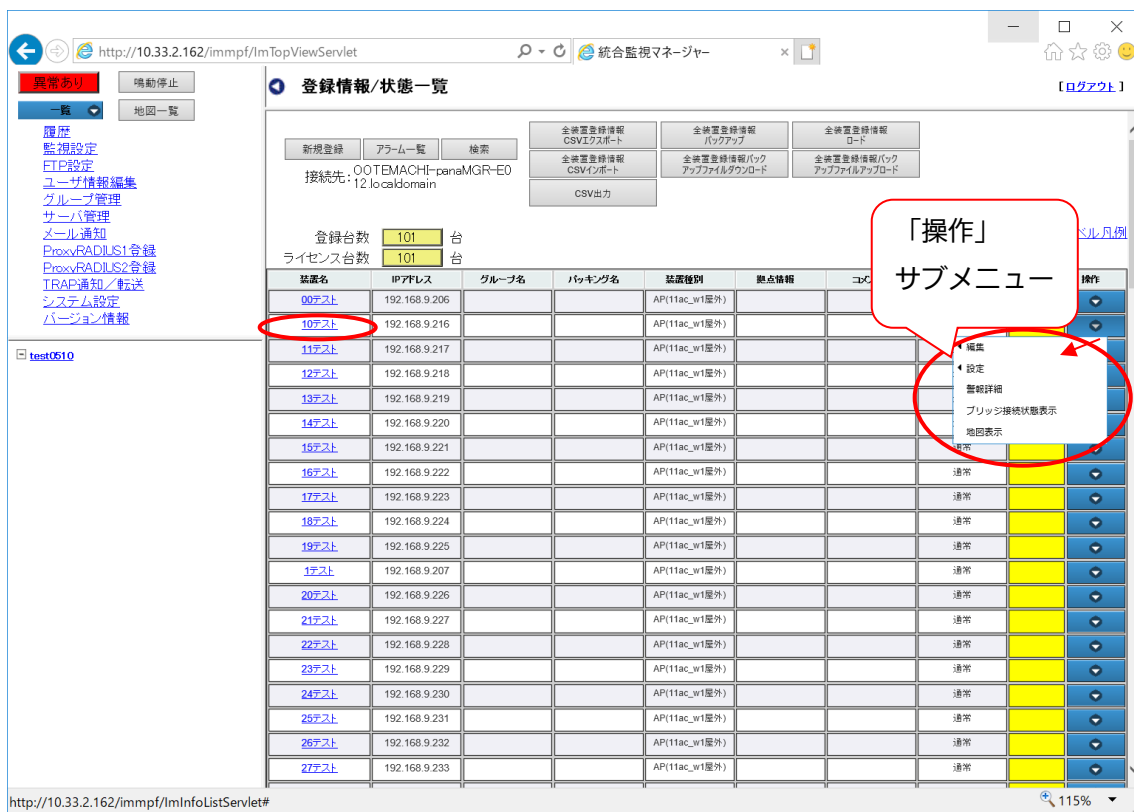 http://10.33.2.162/immpf/ImTopViewServlet
統合監視マネージャー
異常あり
鳴動停止
一覧
地図一覧
履歴
監視設定
FTP設定
ユーザ情報編集
グループ管理
サーバ管理
メール通知
ProxyRADIUS1登録
ProxyRADIUS2登録
TRAP通知／転送
システム設定
バージョン情報
test0510
登録情報/状態一覧
[ログアウト]
新規登録 アラーム一覧 検索
接続先: OOTEMACHI-panaMGR-E0
12.localdomain
全装置登録情報
CSVエクスポート
全装置登録情報
バックアップ
全装置登録情報
ロード
全装置登録情報
CSVインポート
全装置登録情報バック
アップファイルダウンロード
全装置登録情報バック
アップファイルアップロード
CSV出力
登録台数 101 台
ライセンス台数 101 台
ベル凡例
「操作」
サブメニュー
装置名 IPアドレス グループ名 パッキング名 装置種別 拠点情報 操作
00テスト 192.168.9.206 AP(11ac_w1屋外)
10テスト 192.168.9.216 AP(11ac_w1屋外)
11テスト 192.168.9.217 AP(11ac_w1屋外)
12テスト 192.168.9.218 AP(11ac_w1屋外)
13テスト 192.168.9.219 AP(11ac_w1屋外)
14テスト 192.168.9.220 AP(11ac_w1屋外)
編集
設定
警報詳細
ブリッジ接続状態表示
地図表示
15テスト 192.168.9.221 AP(11ac_w1屋外) 通常
16テスト 192.168.9.222 AP(11ac_w1屋外) 通常
17テスト 192.168.9.223 AP(11ac_w1屋外) 通常
18テスト 192.168.9.224 AP(11ac_w1屋外) 通常
19テスト 192.168.9.225 AP(11ac_w1屋外) 通常
1テスト 192.168.9.207 AP(11ac_w1屋外) 通常
20テスト 192.168.9.226 AP(11ac_w1屋外) 通常
21テスト 192.168.9.227 AP(11ac_w1屋外) 通常
22テスト 192.168.9.228 AP(11ac_w1屋外) 通常
23テスト 192.168.9.229 AP(11ac_w1屋外) 通常
24テスト 192.168.9.230 AP(11ac_w1屋外) 通常
25テスト 192.168.9.231 AP(11ac_w1屋外) 通常
26テスト 192.168.9.232 AP(11ac_w1屋外) 通常
27テスト 192.168.9.233 AP(11ac_w1屋外) 通常
http://10.33.2.162/immpf/ImInfoListServlet#
115%